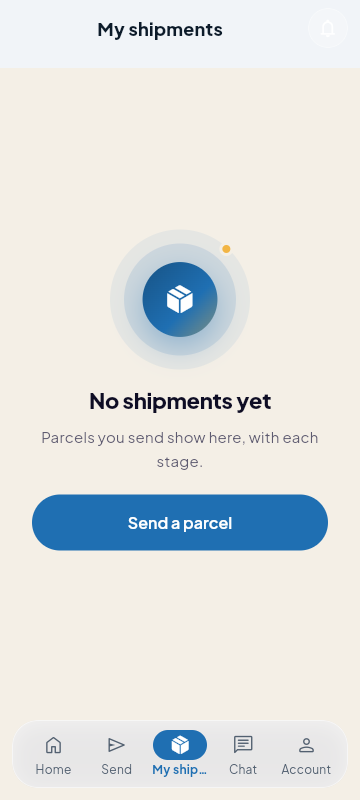 My shipments
No shipments yet
Parcels you send show here, with each
stage.
Send a parcel
Home
Send
My ship...
Chat
Account